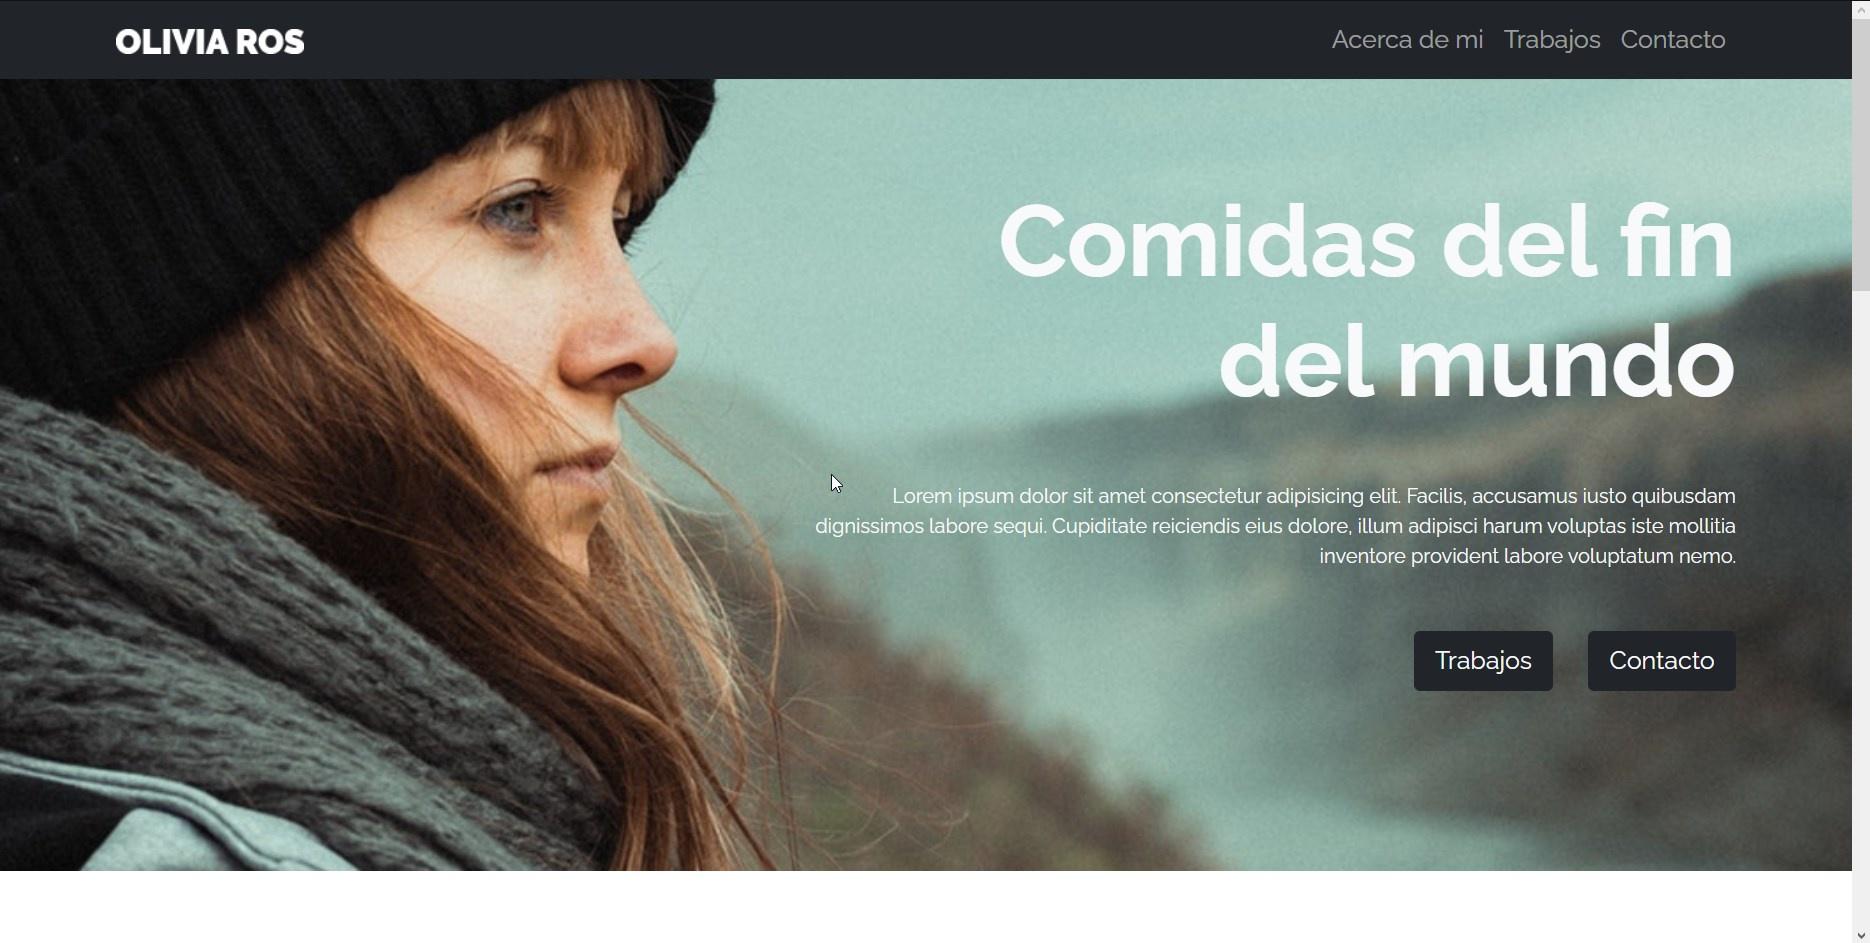 OLIVIA ROS
Acerca de mi Trabajos Contacto
Comidas del fin
del mundo
Lorem ipsum dolor sit amet consectetur adipisicing elit. Facilis, accusamus iusto quibusdam
dignissimos labore sequi. Cupiditate reiciendis eius dolore, illum adipisci harum voluptas iste mollitia
inventore provident labore voluptatum nemo.
Trabajos Contacto